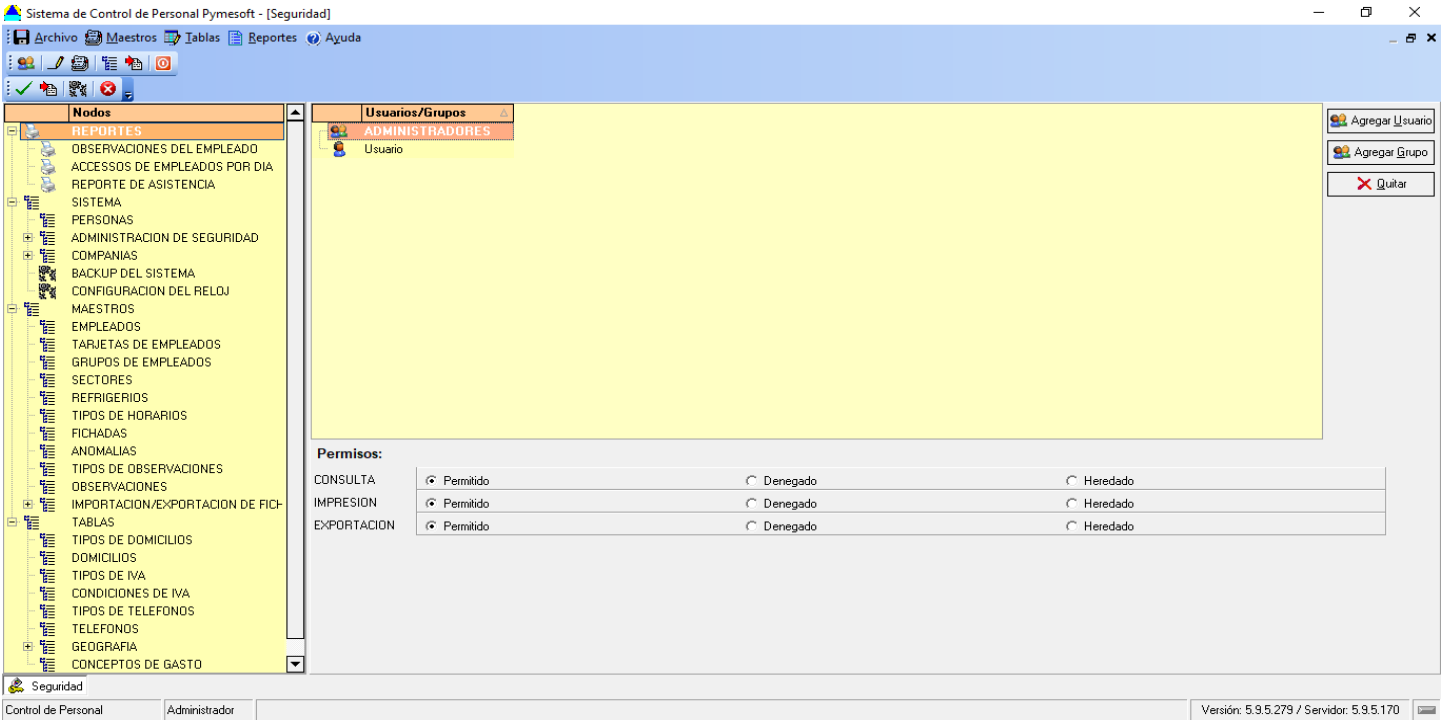 Sistema de Control de Personal Pymesoft - [Seguridad]
Archivo Maestros Tablas Reportes Ayuda
Nodos
REPORTES
OBSERVACIONES DEL EMPLEADO
ACCESSOS DE EMPLEADOS POR DIA
REPORTE DE ASISTENCIA
SISTEMA
PERSONAS
ADMINISTRACION DE SEGURIDAD
COMPANIAS
BACKUP DEL SISTEMA
CONFIGURACION DEL RELOJ
MAESTROS
EMPLEADOS
TARJETAS DE EMPLEADOS
GRUPOS DE EMPLEADOS
SECTORES
REFRIGERIOS
TIPOS DE HORARIOS
FICHADAS
ANOMALIAS
TIPOS DE OBSERVACIONES
OBSERVACIONES
IMPORTACION/EXPORTACION DE FICH
TABLAS
TIPOS DE DOMICILIOS
DOMICILIOS
TIPOS DE IVA
CONDICIONES DE IVA
TIPOS DE TELEFONOS
TELEFONOS
GEOGRAFIA
CONCEPTOS DE GASTO
Usuarios/Grupos
ADMINISTRADORES
Usuario
Agregar Usuario
Agregar Grupo
Quitar
Permisos:
CONSULTA Permitido Denegado Heredado
IMPRESION Permitido Denegado Heredado
EXPORTACION Permitido Denegado Heredado
Seguridad
Control de Personal Administrador Versión: 5.9.5.279 / Servidor: 5.9.5.170